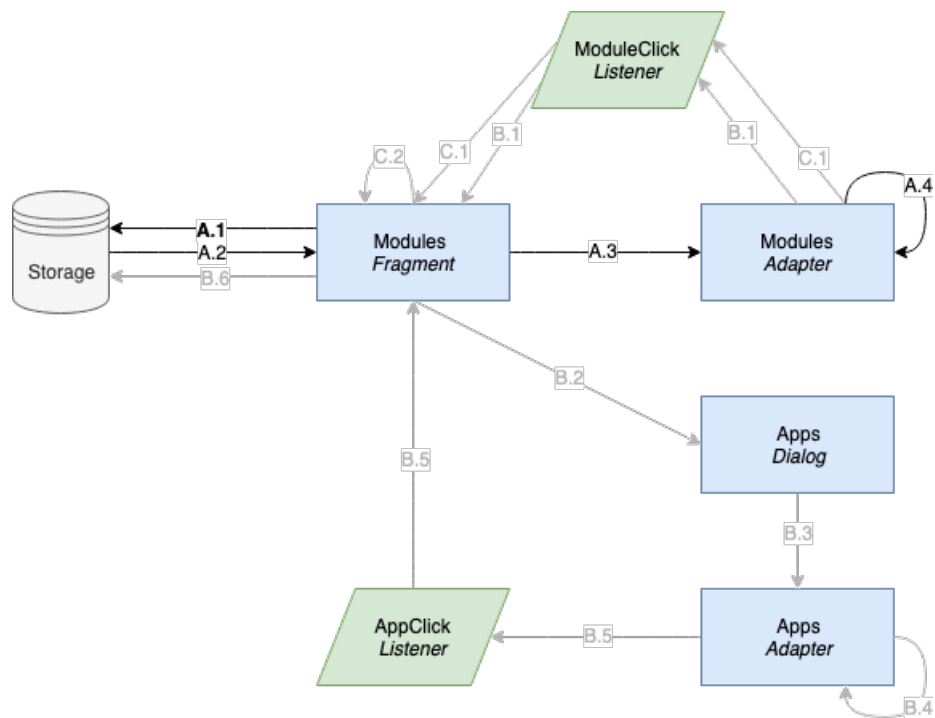 ModuleClick
Listener
C.1
B.1
B.1
C.1
C.2
A.4
Storage
A.1
A.2
B.6
Modules
Fragment
A.3
Modules
Adapter
B.2
Apps
Dialog
B.5
B.3
AppClick
Listener
B.5
Apps
Adapter
B.4